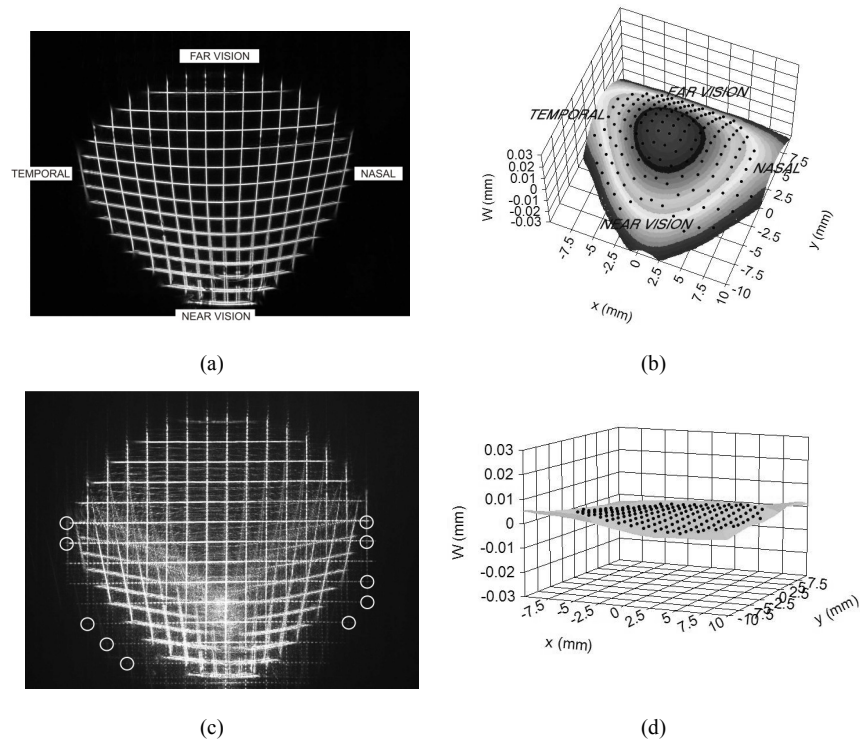 FAR VISION
TEMPORAL
NASAL
NEAR VISION
(a)
FAR VISION
TEMPORAL
NASAL
NEAR VISION
W (mm)
0.03
0.02
0.01
0
-0.01
-0.02
-0.03
-7.5
-5
-2.5
0
2.5
5
7.5
10
x (mm)
7.5
5
2.5
0
-2.5
-5
-7.5
-10
y (mm)
(b)
(c)
W (mm)
0.03
0.02
0.01
0
-0.01
-0.02
-0.03
-7.5
-5
-2.5
0
2.5
5
7.5
10
x (mm)
7.5
y (mm)
(d)